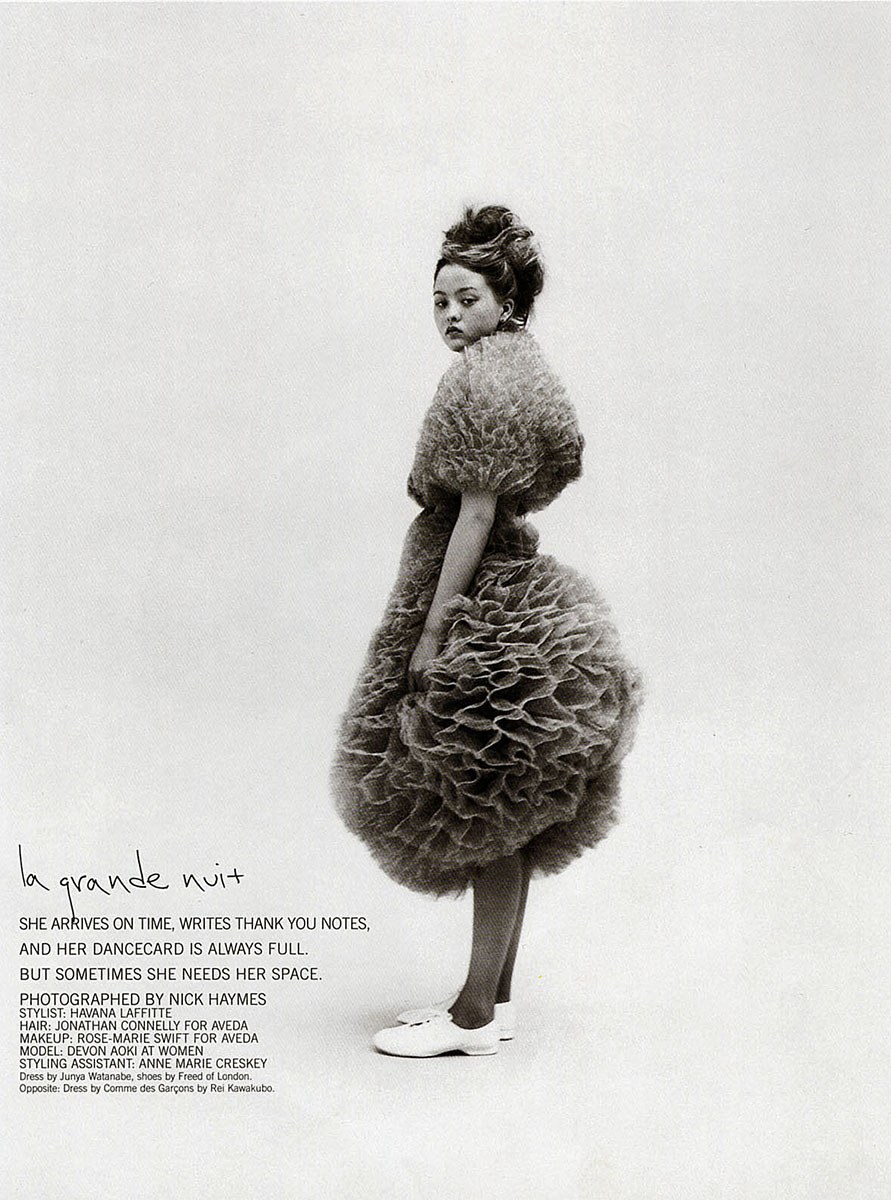 la grande nuit
SHE ARRIVES ON TIME, WRITES THANK YOU NOTES,
AND HER DANCECARD IS ALWAYS FULL.
BUT SOMETIMES SHE NEEDS HER SPACE.
PHOTOGRAPHED BY NICK HAYMES
STYLIST: HAVANA LAFFITTE
HAIR: JONATHAN CONNELLY FOR AVEDA
MAKEUP: ROSE-MARIE SWIFT FOR AVEDA
MODEL: DEVON AOKI AT WOMEN
STYLING ASSISTANT: ANNE MARIE CRESKEY
Dress by Junya Watanabe, shoes by Freed of London.
Opposite: Dress by Comme des Garçons by Rei Kawakubo.